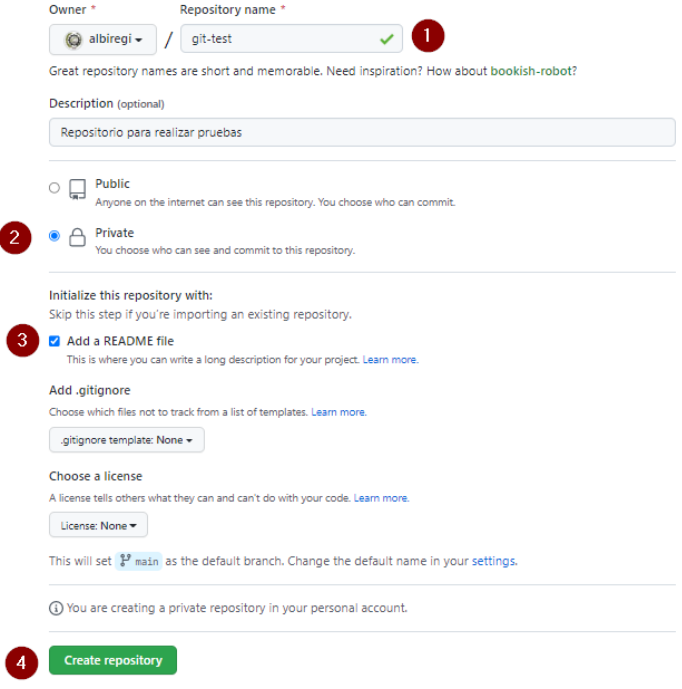 Owner * Repository name *
albiregi / git-test 1
Great repository names are short and memorable. Need inspiration? How about bookish-robot?
Description (optional)
Repositorio para realizar pruebas
Public
Anyone on the internet can see this repository. You choose who can commit.
2 Private
You choose who can see and commit to this repository.
Initialize this repository with:
Skip this step if you're importing an existing repository.
3 Add a README file
This is where you can write a long description for your project. Learn more.
Add .gitignore
Choose which files not to track from a list of templates. Learn more.
.gitignore template: None
Choose a license
A license tells others what they can and can't do with your code. Learn more.
License: None
This will set main as the default branch. Change the default name in your settings.
You are creating a private repository in your personal account.
4 Create repository